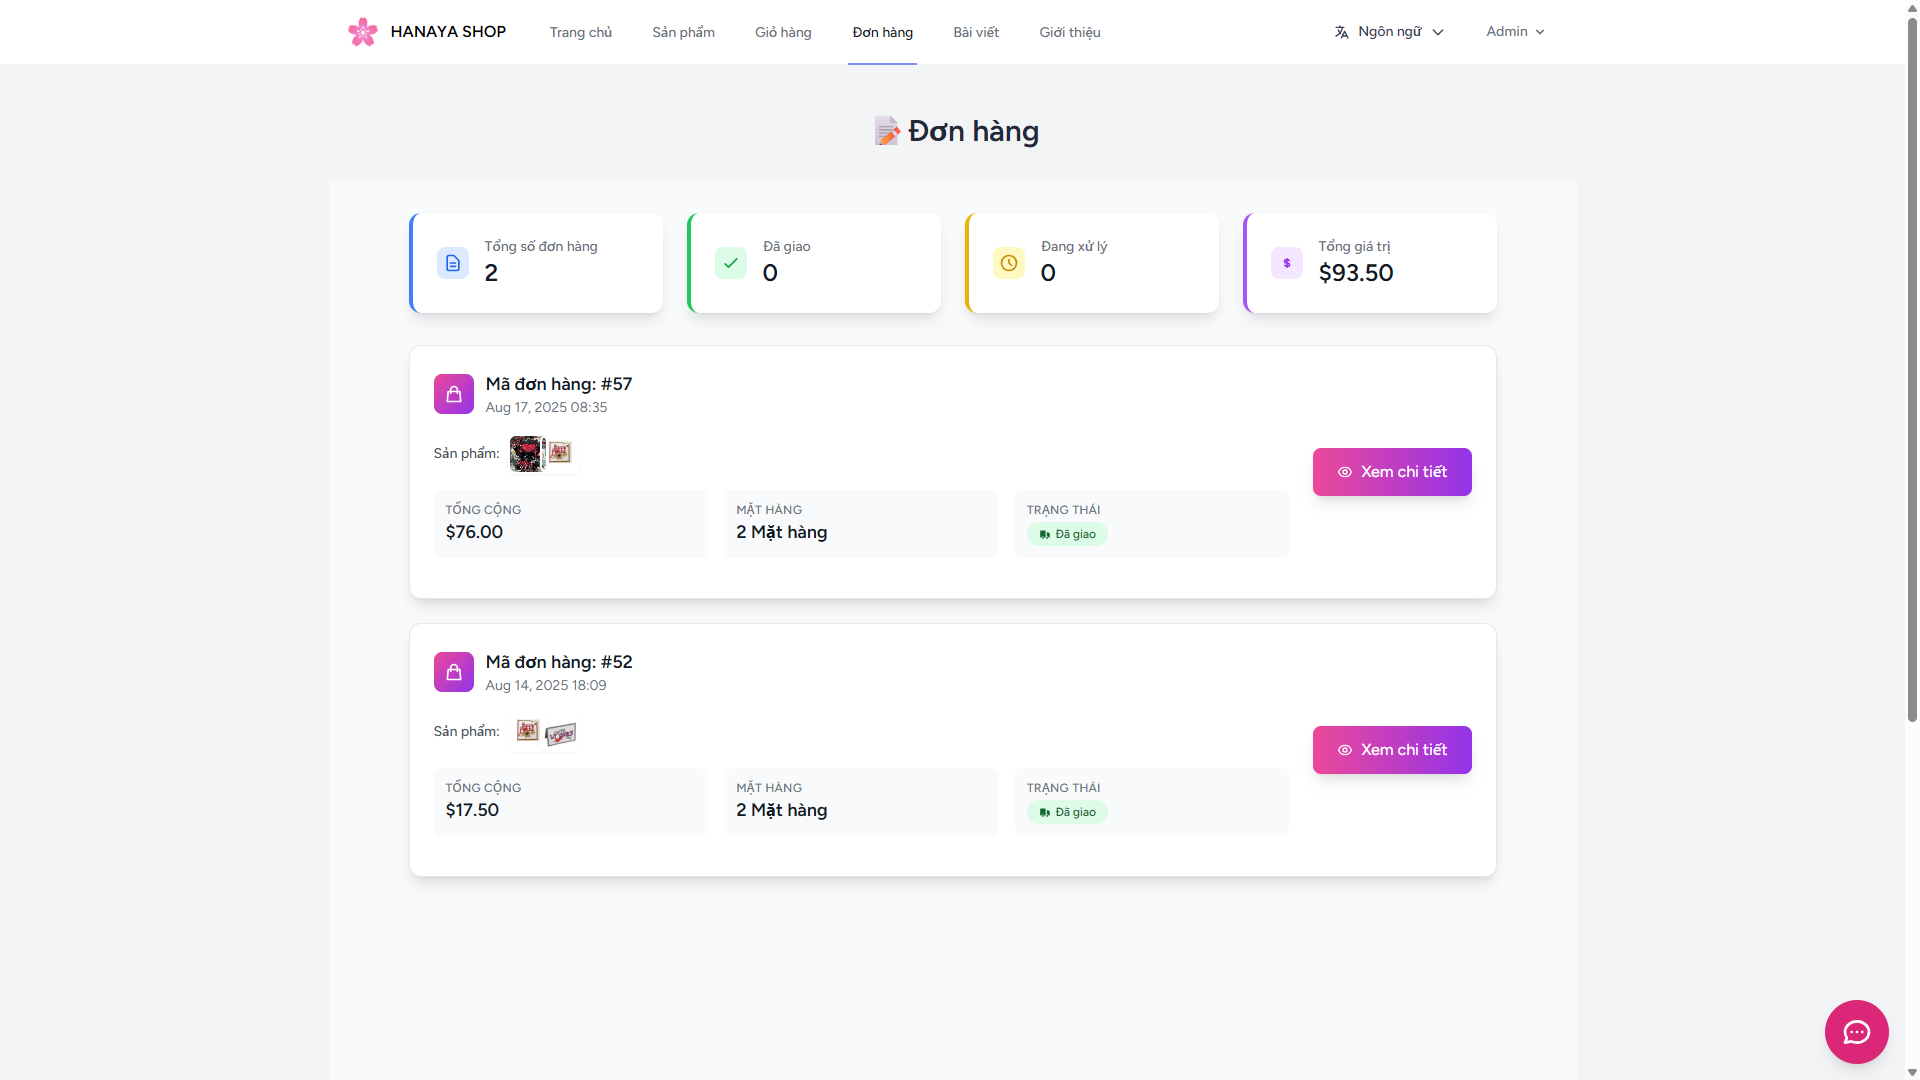 HANAYA SHOP
Trang chủ
Sản phẩm
Giỏ hàng
Đơn hàng
Bài viết
Giới thiệu
Ngôn ngữ
Admin
Đơn hàng
Tổng số đơn hàng
2
Đã giao
0
Đang xử lý
0
Tổng giá trị
$93.50
Mã đơn hàng: #57
Aug 17, 2025 08:35
Sản phẩm:
Xem chi tiết
TỔNG CỘNG
$76.00
MẶT HÀNG
2 Mặt hàng
TRẠNG THÁI
Đã giao
Mã đơn hàng: #52
Aug 14, 2025 18:09
Sản phẩm:
Xem chi tiết
TỔNG CỘNG
$17.50
MẶT HÀNG
2 Mặt hàng
TRẠNG THÁI
Đã giao